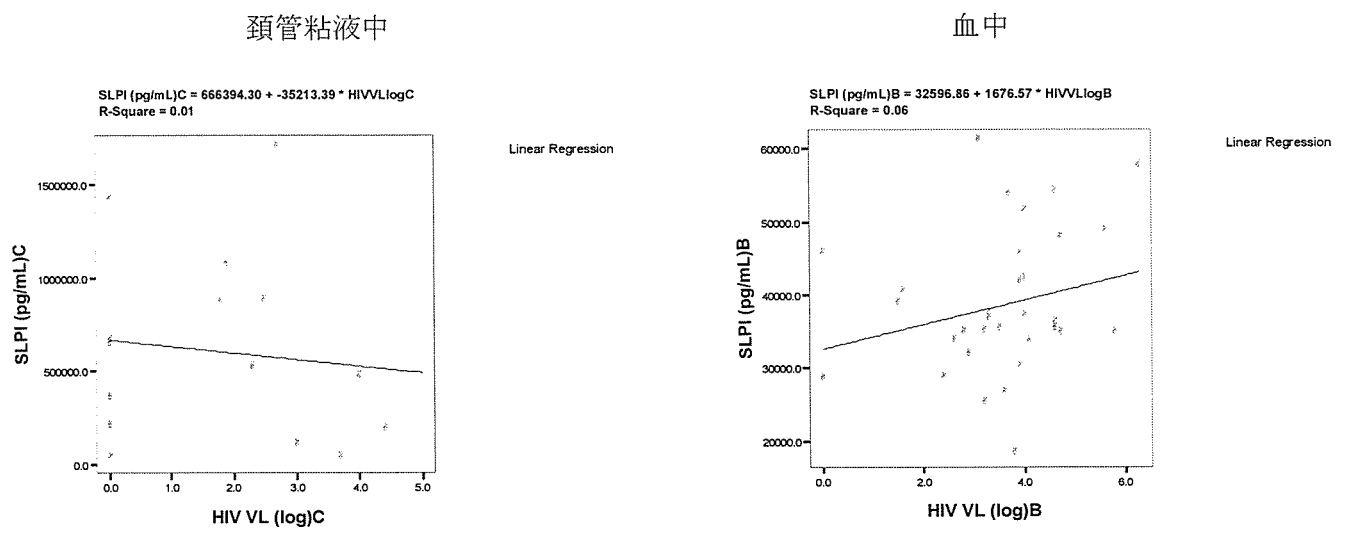 頚管粘液中
SLPI (pg/mL)C = 666394.30 + -35213.39 * HIVVLlogC
R-Square = 0.01
Linear Regression
1500000.0
1000000.0
500000.0
0.0
SLPI (pg/mL)C
0.0 1.0 2.0 3.0 4.0 5.0
HIV VL (log)C
血中
SLPI (pg/mL)B = 32596.86 + 1676.57 * HIVVLlogB
R-Square = 0.06
Linear Regression
60000.0
50000.0
40000.0
30000.0
20000.0
SLPI (pg/mL)B
0.0 2.0 4.0 6.0
HIV VL (log)B